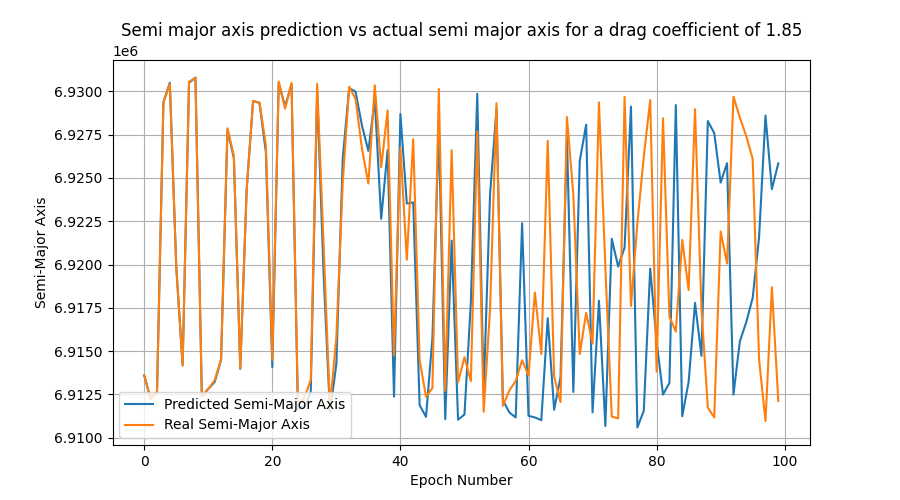 Semi major axis prediction vs actual semi major axis for a drag coefficient of 1.85
1e6
6.9300
6.9275
6.9250
6.9225
6.9200
6.9175
6.9150
6.9125
6.9100
Semi-Major Axis
Predicted Semi-Major Axis
Real Semi-Major Axis
0 20 40 60 80 100
Epoch Number